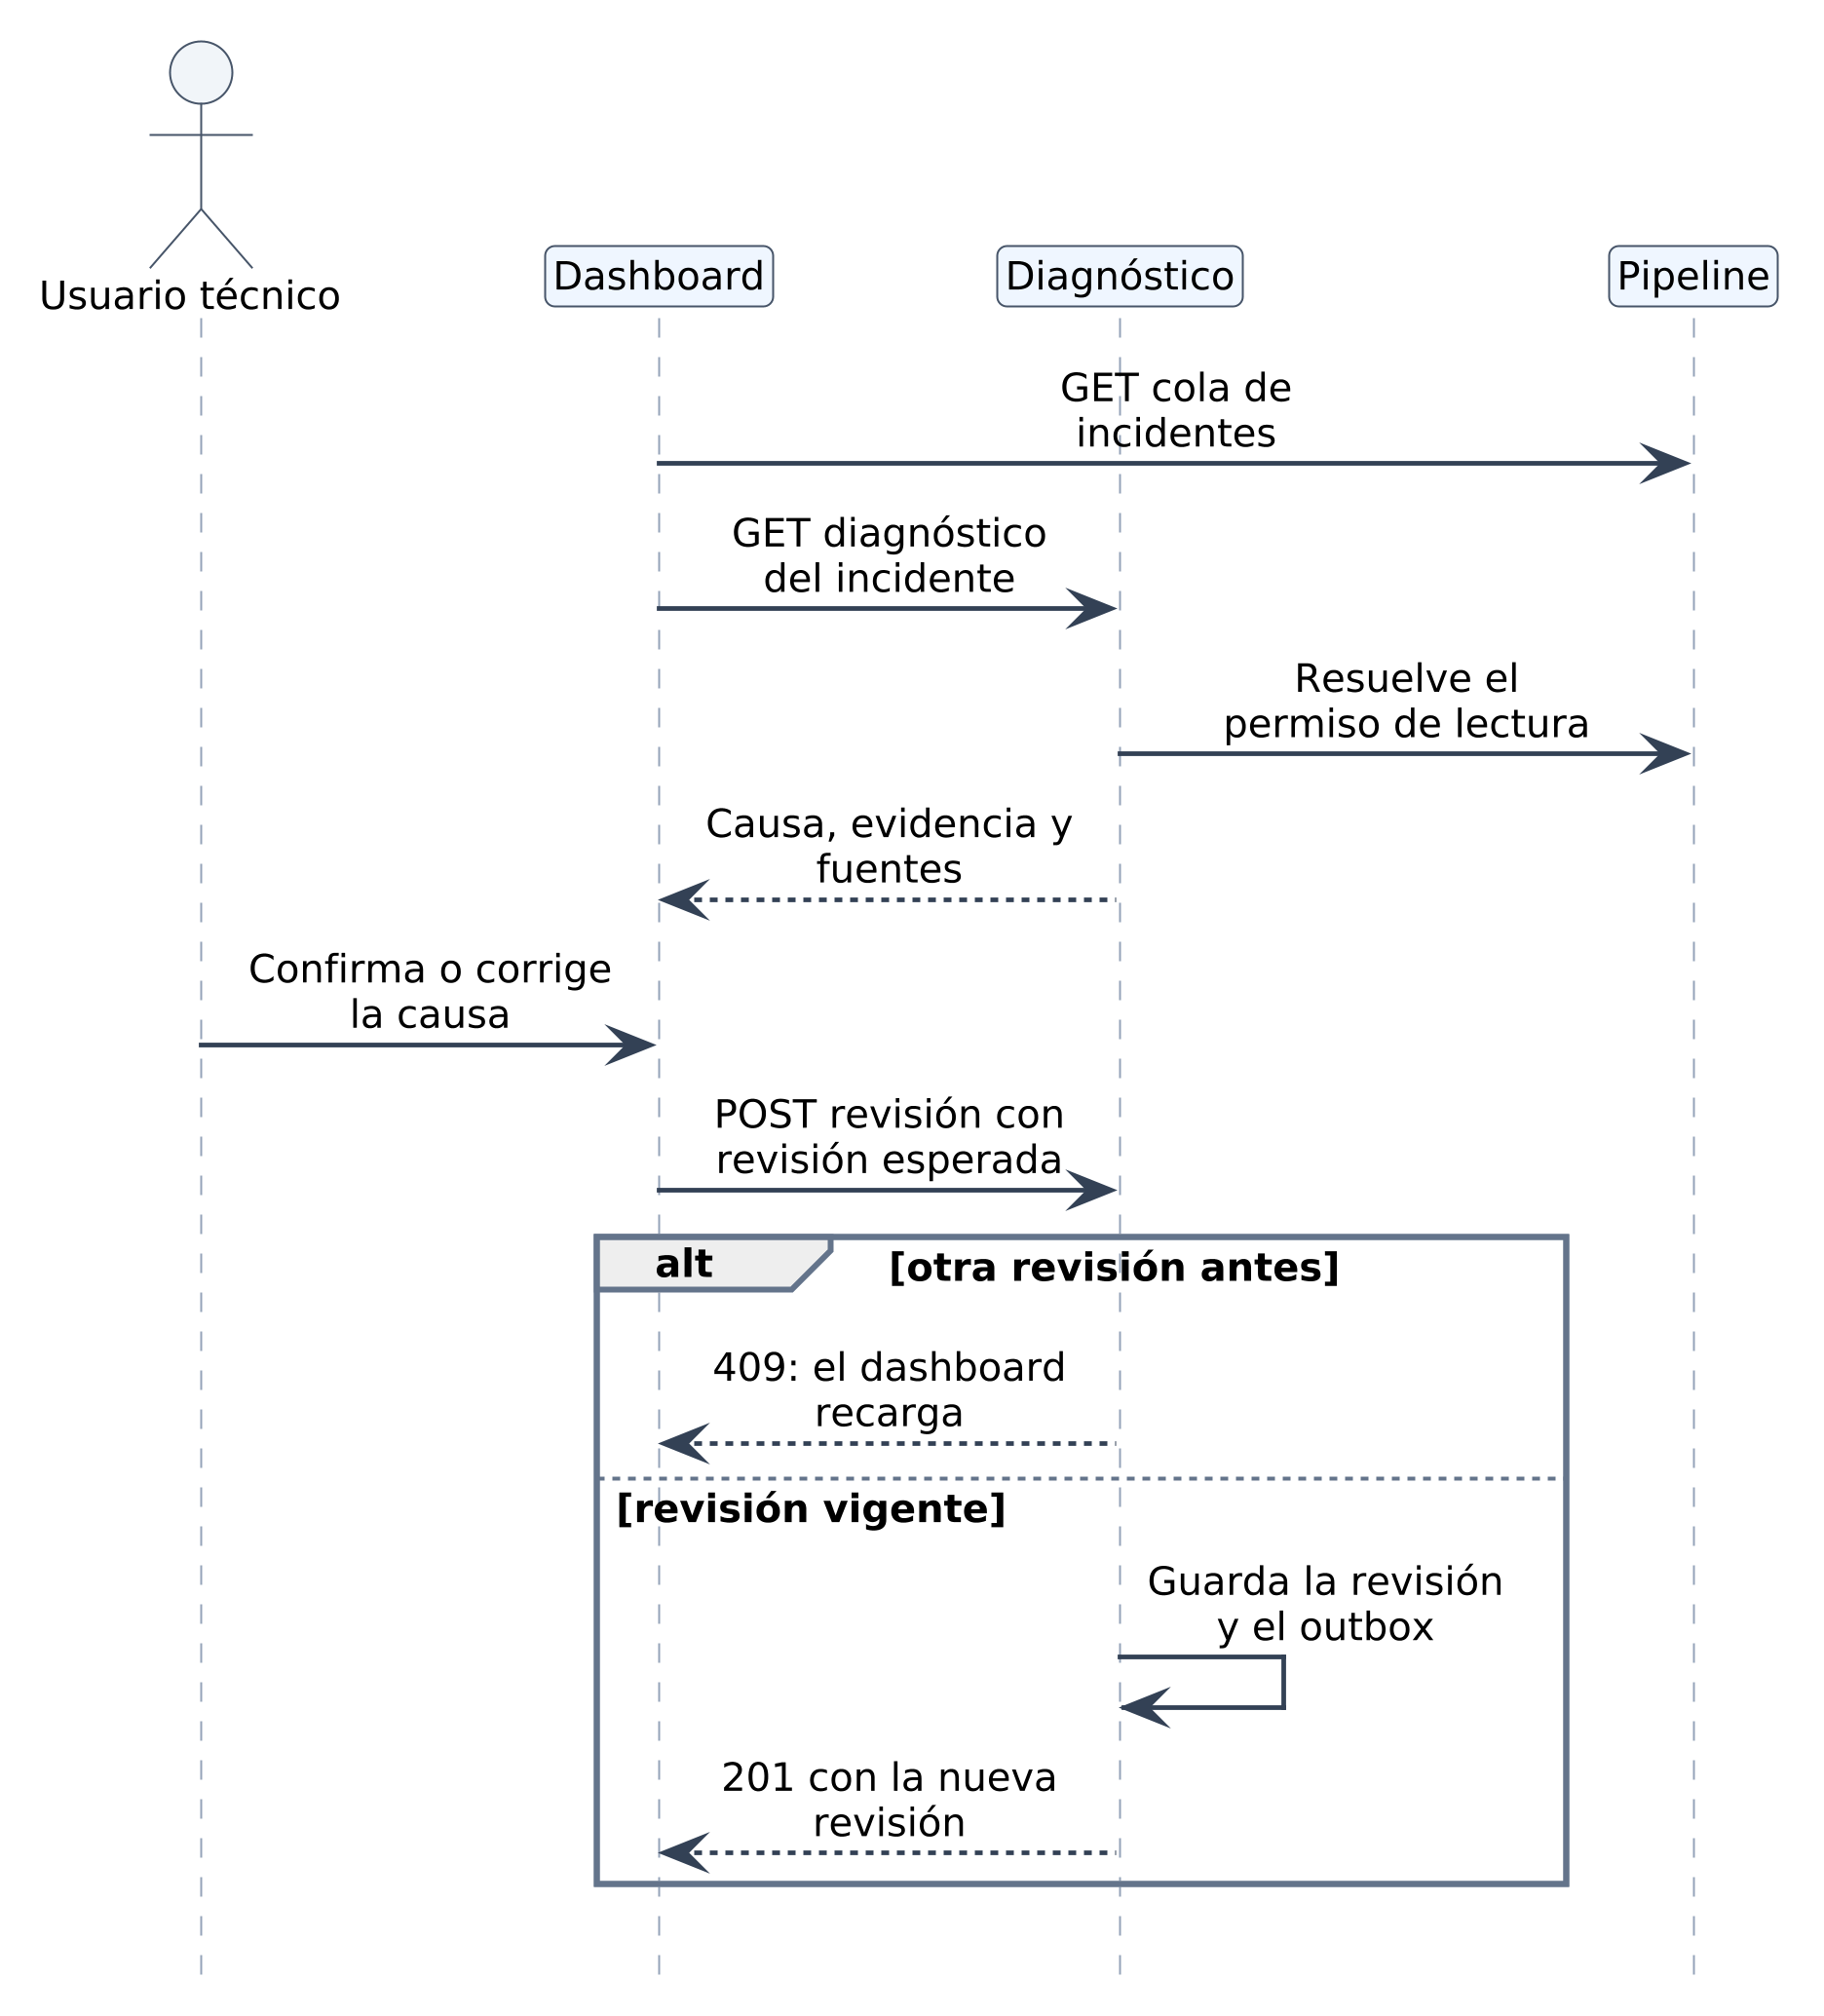 Usuario técnico
Dashboard
Diagnóstico
Pipeline
GET cola de
incidentes
GET diagnóstico
del incidente
Resuelve el
permiso de lectura
Causa, evidencia y
fuentes
Confirma o corrige
la causa
POST revisión con
revisión esperada
alt
[otra revisión antes]
409: el dashboard
recarga
[revisión vigente]
Guarda la revisión
y el outbox
201 con la nueva
revisión